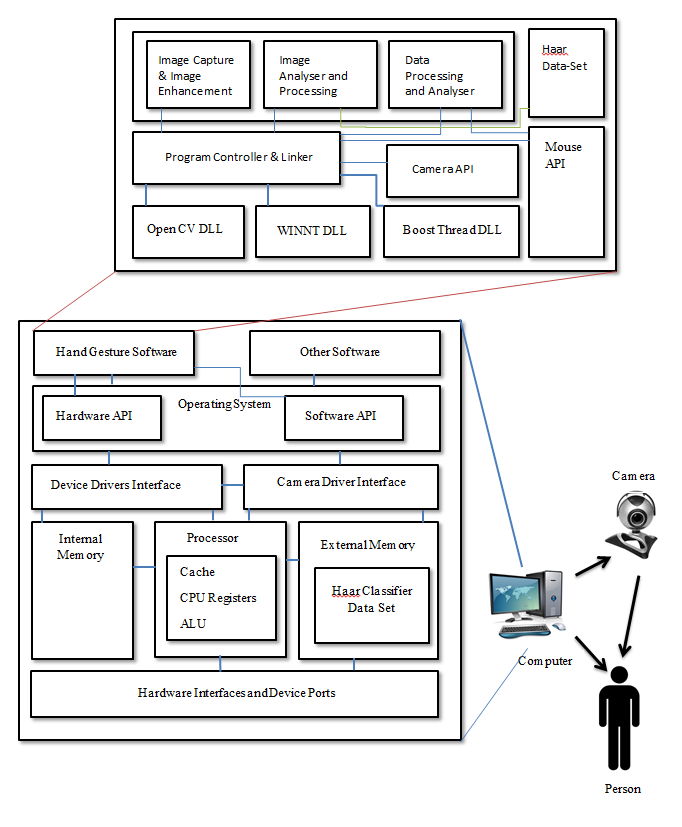 Image Capture
& Image
Enhancement
Image
Analyser and
Processing
Data
Processing
and Analyser
Haar
Data-Set
Program Controller & Linker
Camera API
Mouse
API
Open CV DLL
WINNT DLL
Boost Thread DLL
Hand Gesture Software
Other Software
Operating System
Hardware API
Software API
Device Drivers Interface
Camera Driver Interface
Internal
Memory
Processor
Cache
CPU Registers
ALU
External Memory
Haar Classifier
Data Set
Hardware Interfaces and Device Ports
Camera
Computer
Person